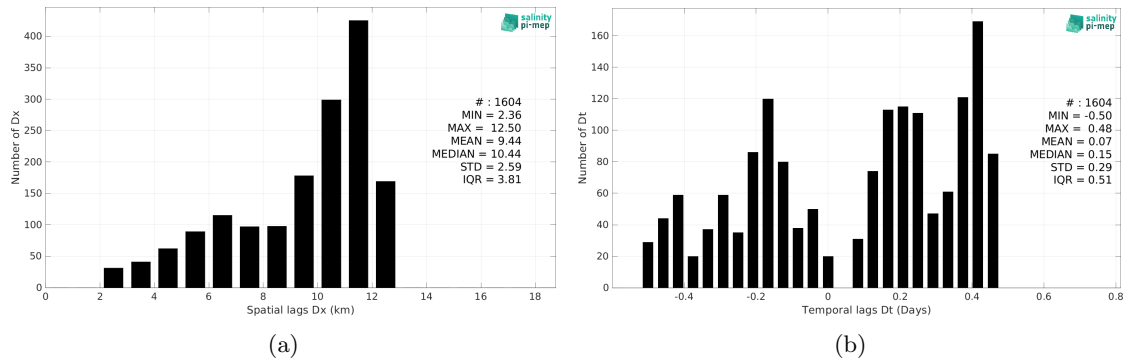 400
350
300
250
200
150
100
50
0
Number of Dx
salinity
pi-mep
# : 1604
MIN = 2.36
MAX = 12.50
MEAN = 9.44
MEDIAN = 10.44
STD = 2.59
IQR = 3.81
0 2 4 6 8 10 12 14 16 18
Spatial lags Dx (km)
(a)
160
140
120
100
80
60
40
20
0
Number of Dt
salinity
pi-mep
# : 1604
MIN = -0.50
MAX = 0.48
MEAN = 0.07
MEDIAN = 0.15
STD = 0.29
IQR = 0.51
-0.4 -0.2 0 0.2 0.4 0.6 0.8
Temporal lags Dt (Days)
(b)